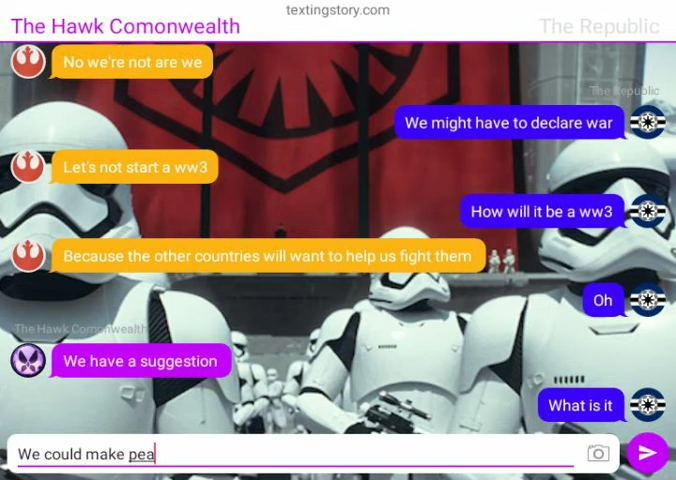 textingstory.com
The Hawk Comonwealth
The Republic
No we're not are we
The Republic
We might have to declare war
Let's not start a ww3
How will it be a ww3
Because the other countries will want to help us fight them
Oh
The Hawk Comonwealth
We have a suggestion
What is it
We could make pea